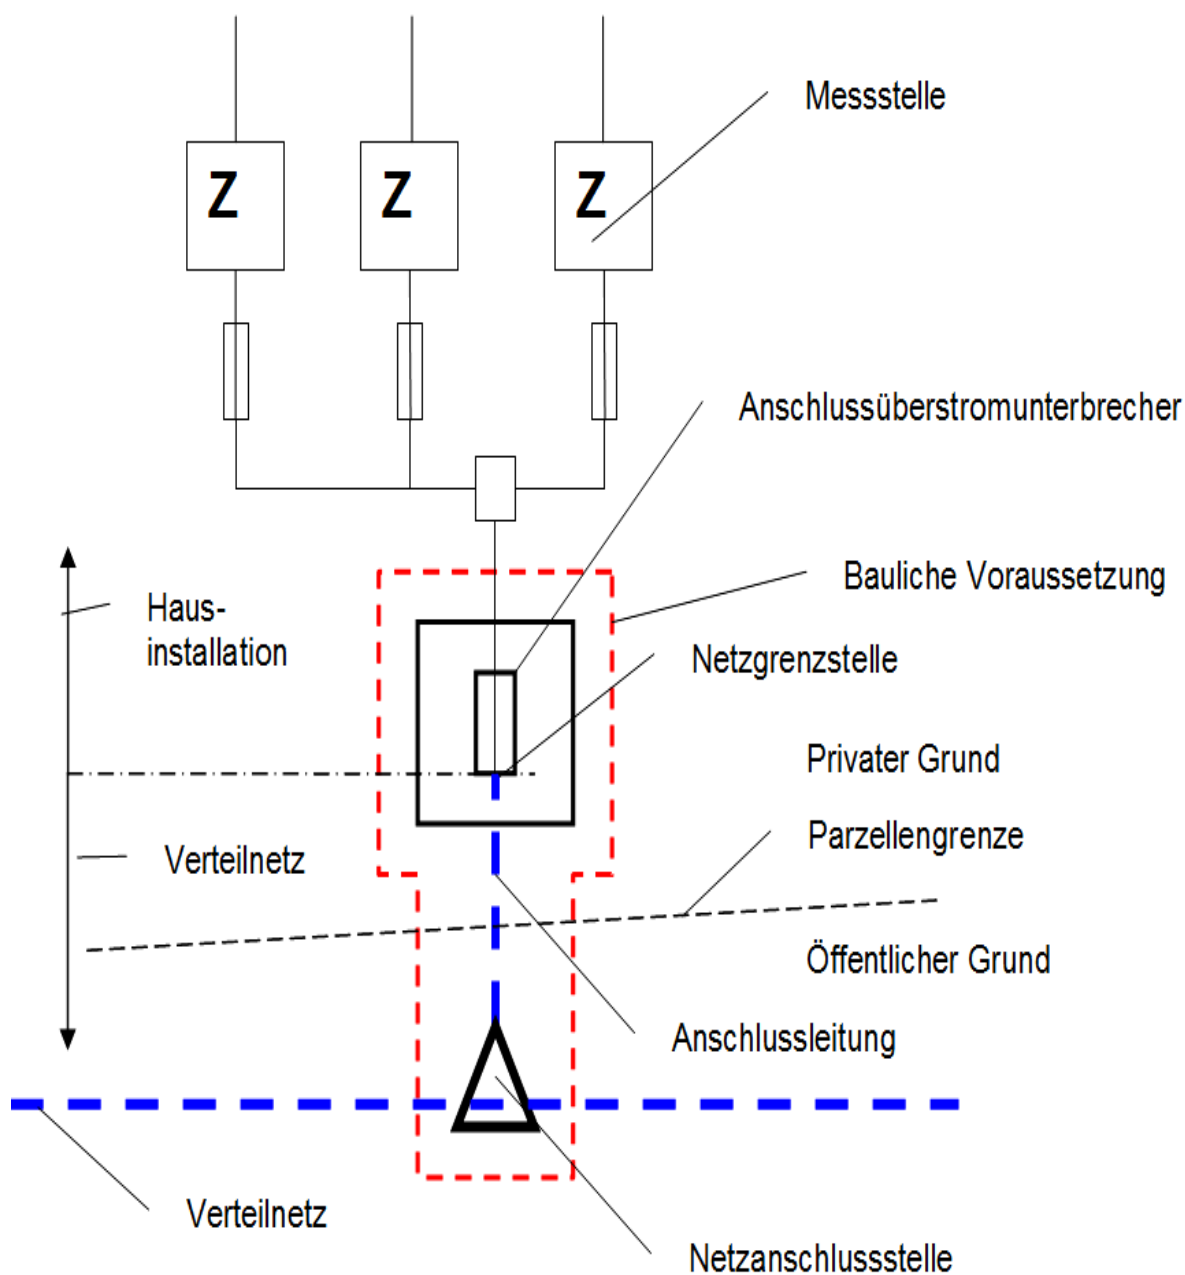 Messstelle
Z
Z
Z
Anschlussüberstromunterbrecher
Bauliche Voraussetzung
Haus-
installation
Netzgrenzstelle
Privater Grund
Parzellengrenze
Verteilnetz
Öffentlicher Grund
Anschlussleitung
Verteilnetz
Netzanschlussstelle